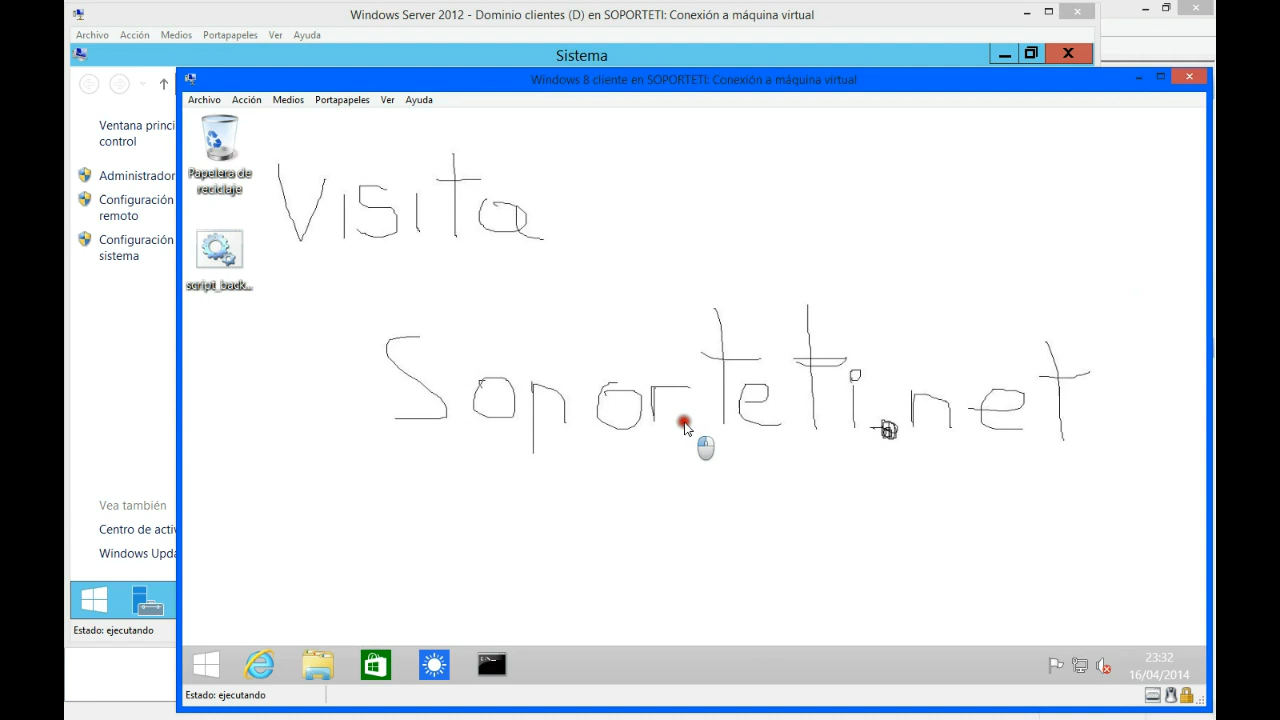 Windows Server 2012 - Dominio clientes (D) en SOPORTETI: Conexión a máquina virtual
Archivo Acción Medios Portapapeles Ver Ayuda
Sistema
Windows 8 cliente en SOPORTETI: Conexión a máquina virtual
Archivo Acción Medios Portapapeles Ver Ayuda
Ventana princi
control
Administrador
Configuración
remoto
Configuración
sistema
Papelera de
reciclaje
script_back...
Visita
Soporteti.net
Vea también
Centro de activ
Windows Upda
Estado: ejecutando
23:32
16/04/2014
Estado: ejecutando